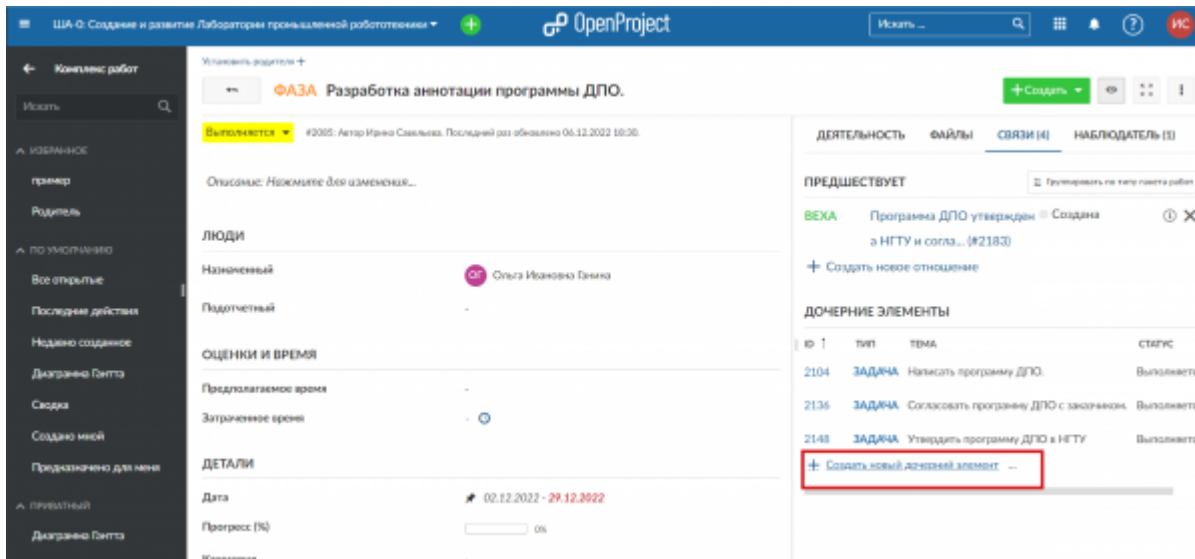 ША-0: Создание и развитие Лаборатории промышленной робототехники
OpenProject
Искать ...
ИС
Комплекс работ
Искать
ИЗБРАННОЕ
пример
Родитель
ПО УМОЛЧАНИЮ
Все открытые
Последние действия
Недавно созданное
Диаграмма Гантта
Сводка
Создано мной
Предназначено для меня
ПРИВАТНЫЙ
Диаграмма Гантта
Установить родителя +
ФАЗА Разработка аннотации программы ДПО.
Выполняется
#2085: Автор Ирина Савельева. Последний раз обновлено 06.12.2022 10:30.
Описание: Нажмите для изменения...
ЛЮДИ
Назначенный
ОГ Ольга Ивановна Ганина
Подотчетный -
ОЦЕНКИ И ВРЕМЯ
Предполагаемое время -
Затраченное время -
ДЕТАЛИ
Дата 02.12.2022 - 29.12.2022
Прогресс (%) 0%
Категория
+ Создать
ДЕЯТЕЛЬНОСТЬ ФАЙЛЫ СВЯЗИ (4) НАБЛЮДАТЕЛЬ (1)
ПРЕДШЕСТВУЕТ
Группировать по типу пакета работ
ВЕХА Программа ДПО утвержден Создана
а НГТУ и согла... (#2183)
+ Создать новое отношение
ДОЧЕРНИЕ ЭЛЕМЕНТЫ
ID ↑ ТИП ТЕМА СТАТУС
2104 ЗАДАЧА Написать программу ДПО. Выполняетс
2136 ЗАДАЧА Согласовать программу ДПО с заказчиком. Выполняетс
2148 ЗАДАЧА Утвердить программу ДПО в НГТУ Выполняетс
+ Создать новый дочерний элемент ...